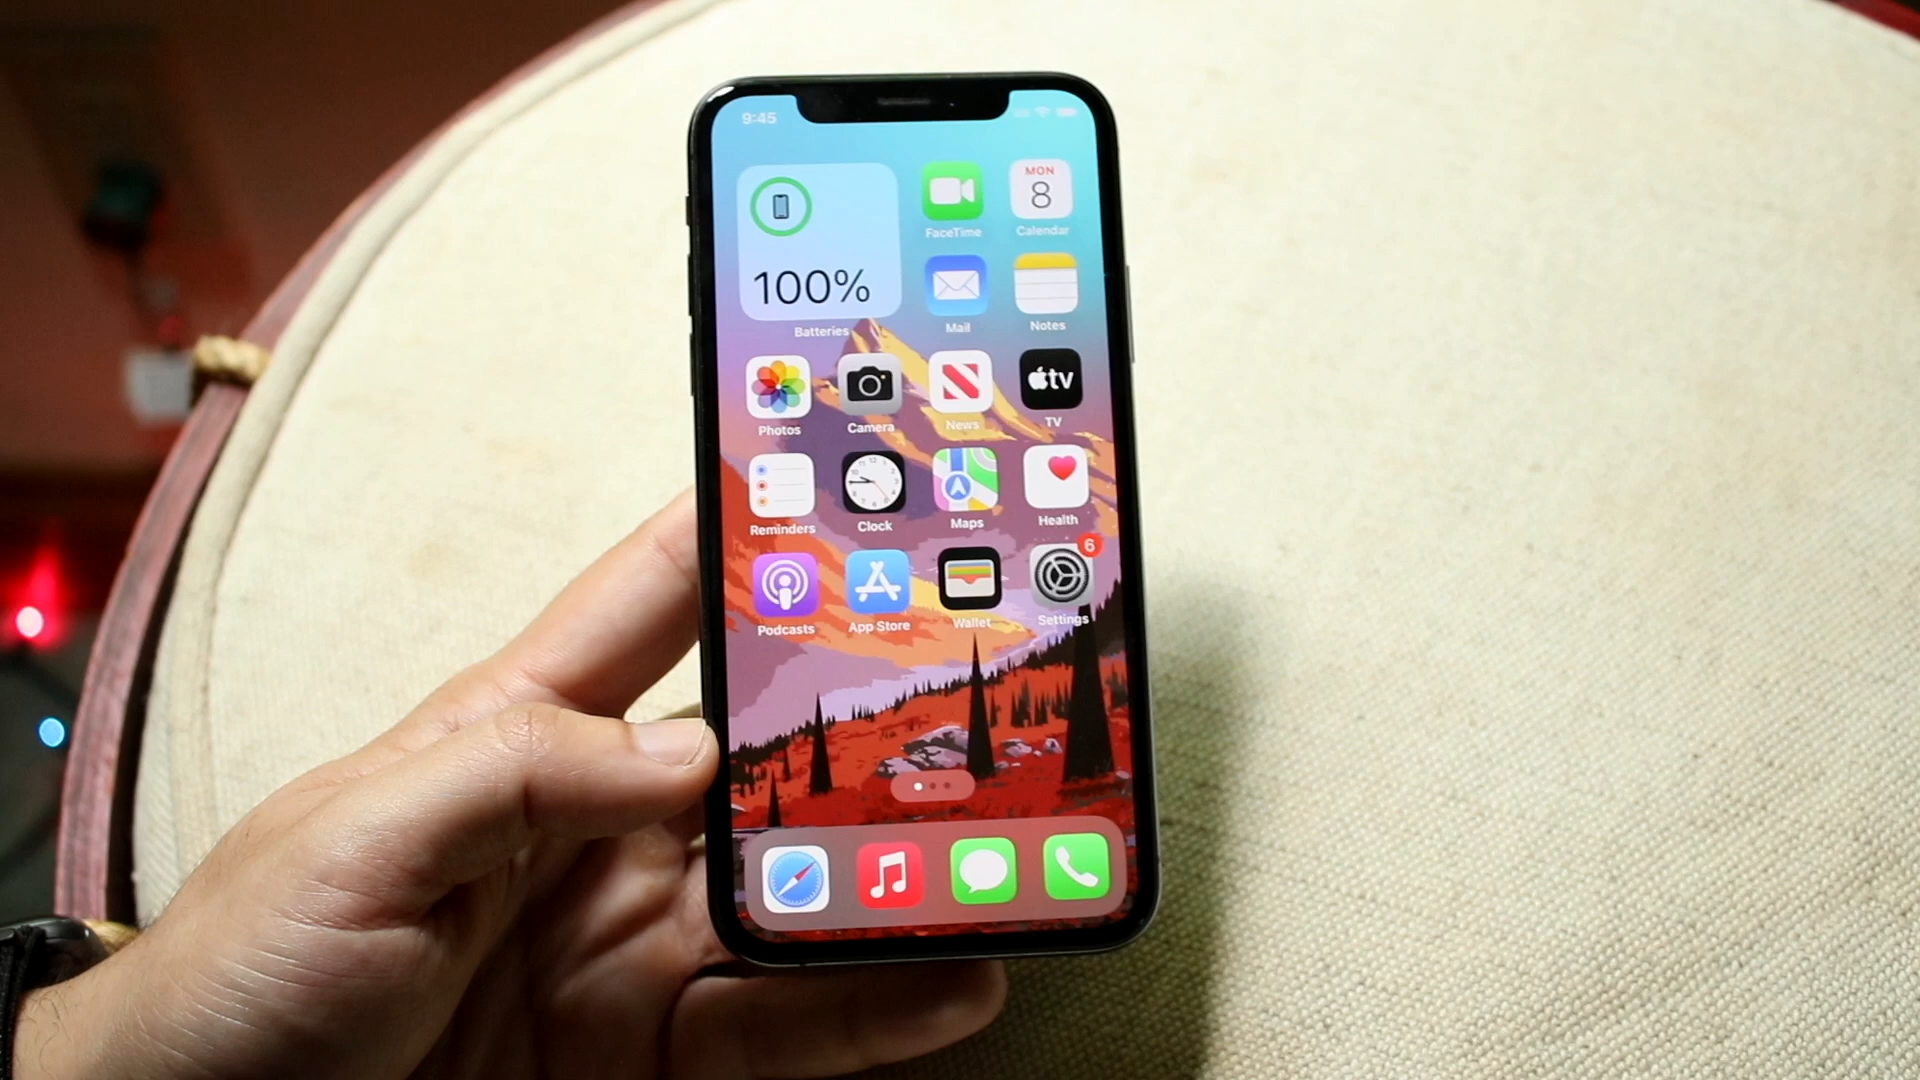 9:45
100%
Batteries
FaceTime
MON
8
Calendar
Mail
Notes
Photos
Camera
News
tv
TV
Reminders
Clock
Maps
Health
Podcasts
App Store
Wallet
6
Settings